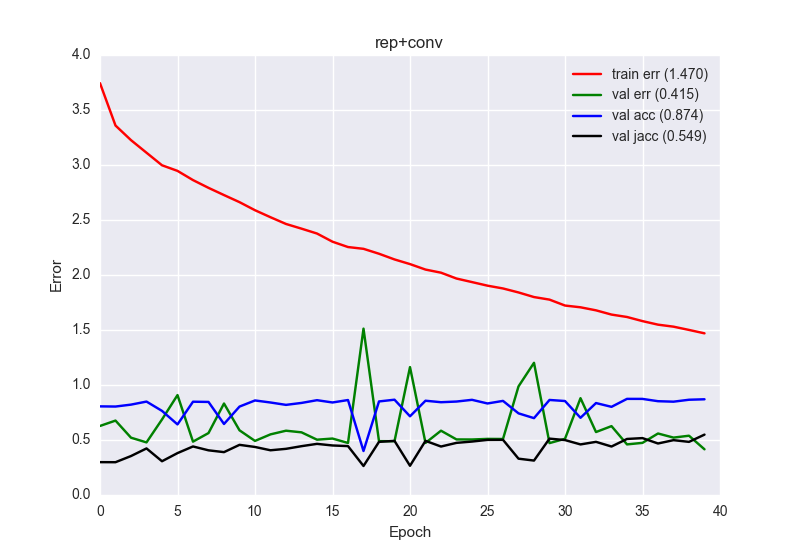 rep+conv
4.0
3.5
3.0
2.5
2.0
1.5
1.0
0.5
0.0
Error
train err (1.470)
val err (0.415)
val acc (0.874)
val jacc (0.549)
0 5 10 15 20 25 30 35 40
Epoch